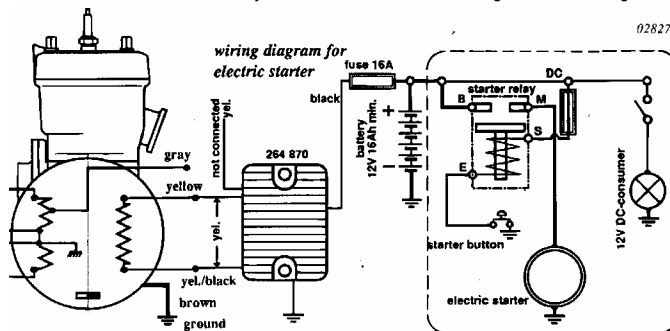 02827
wiring diagram for
electric starter
fuse 16A
DC
starter relay
black
B
M
not connected
yel.
+
battery
12V 16Ah min.
S
gray
264 870
E
yellow
yel.
12V DC-consumer
starter button
yel./black
brown
ground
electric starter